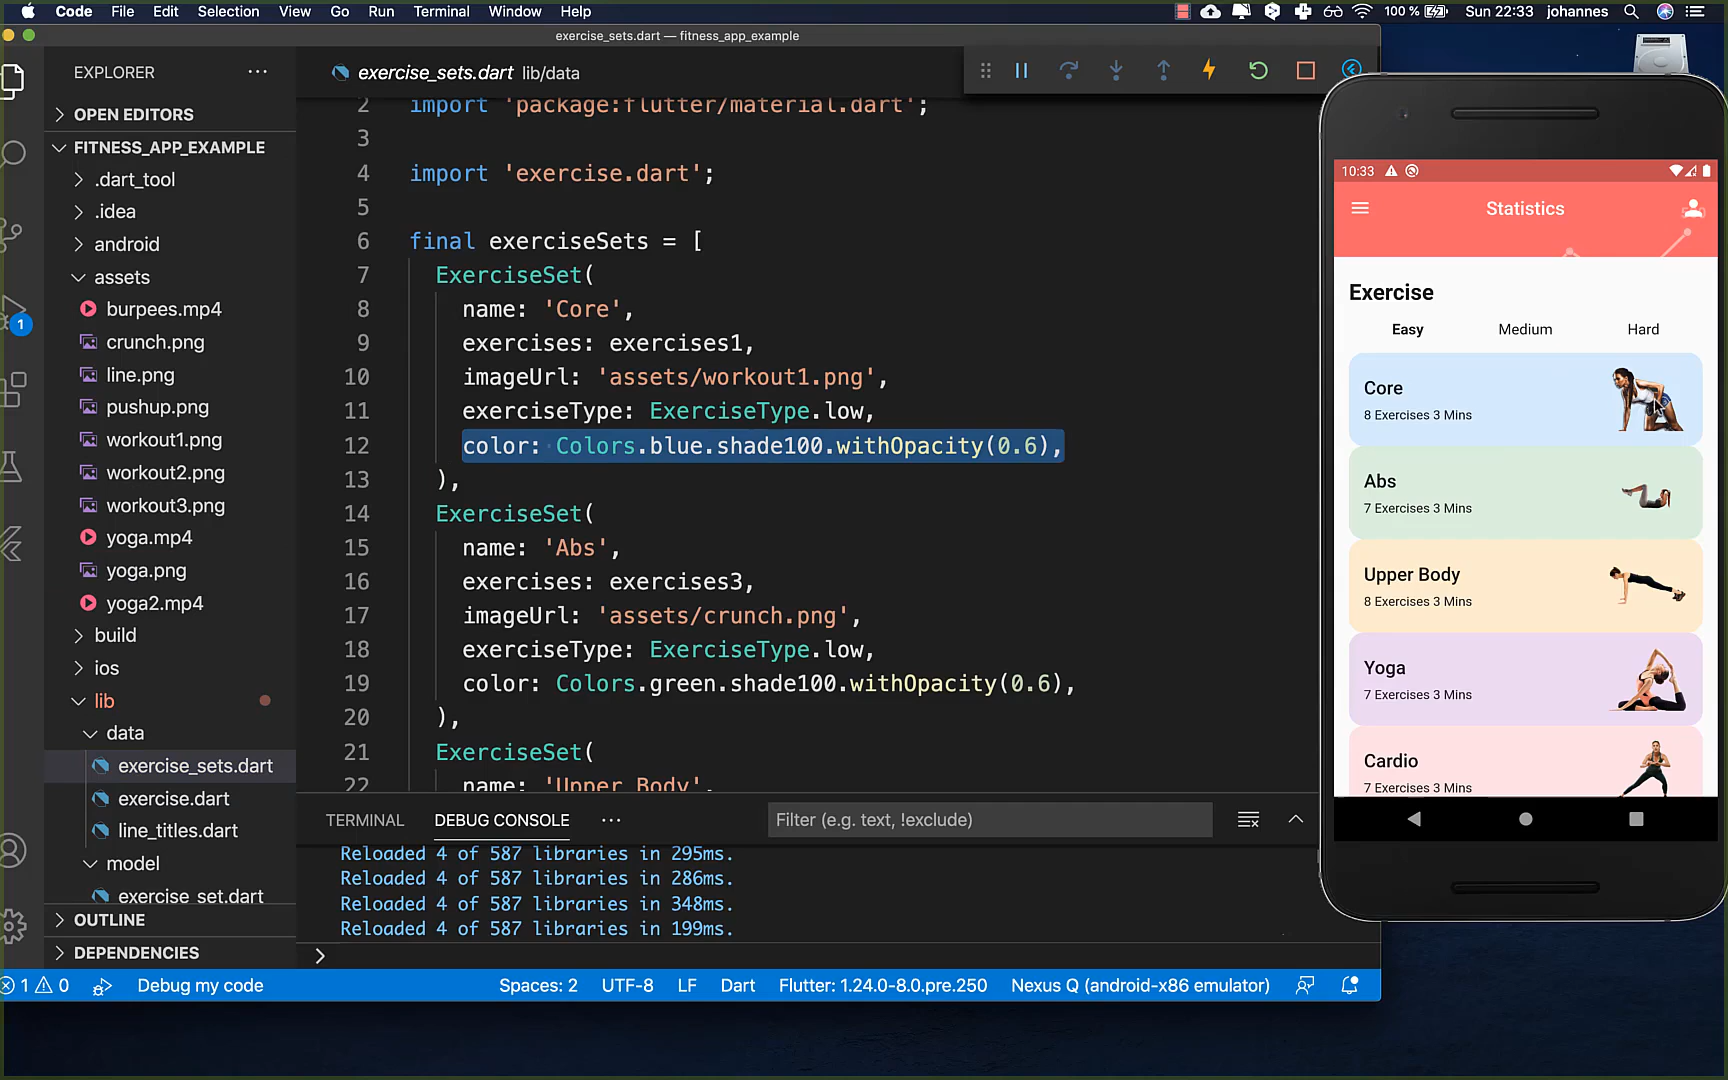 Code File Edit Selection View Go Run Terminal Window Help 100 % Sun 22:33 johannes
exercise_sets.dart — fitness_app_example
EXPLORER
OPEN EDITORS
FITNESS_APP_EXAMPLE
.dart_tool
.idea
android
assets
burpees.mp4
crunch.png
line.png
pushup.png
workout1.png
workout2.png
workout3.png
yoga.mp4
yoga.png
yoga2.mp4
build
ios
lib
data
exercise_sets.dart
exercise.dart
line_titles.dart
model
exercise_set.dart
OUTLINE
DEPENDENCIES
1
exercise_sets.dart lib/data
2 import 'package:flutter/material.dart';
3
4 import 'exercise.dart';
5
6 final exerciseSets = [
7 ExerciseSet(
8 name: 'Core',
9 exercises: exercises1,
10 imageUrl: 'assets/workout1.png',
11 exerciseType: ExerciseType.low,
12 color: Colors.blue.shade100.withOpacity(0.6),
13 ),
14 ExerciseSet(
15 name: 'Abs',
16 exercises: exercises3,
17 imageUrl: 'assets/crunch.png',
18 exerciseType: ExerciseType.low,
19 color: Colors.green.shade100.withOpacity(0.6),
20 ),
21 ExerciseSet(
22 name: 'Upper Body',
TERMINAL DEBUG CONSOLE Filter (e.g. text, !exclude)
Reloaded 4 of 587 libraries in 295ms.
Reloaded 4 of 587 libraries in 286ms.
Reloaded 4 of 587 libraries in 348ms.
Reloaded 4 of 587 libraries in 199ms.
1 0 Debug my code Spaces: 2 UTF-8 LF Dart Flutter: 1.24.0-8.0.pre.250 Nexus Q (android-x86 emulator)
10:33
Statistics
Exercise
Easy Medium Hard
Core
8 Exercises 3 Mins
Abs
7 Exercises 3 Mins
Upper Body
8 Exercises 3 Mins
Yoga
7 Exercises 3 Mins
Cardio
7 Exercises 3 Mins